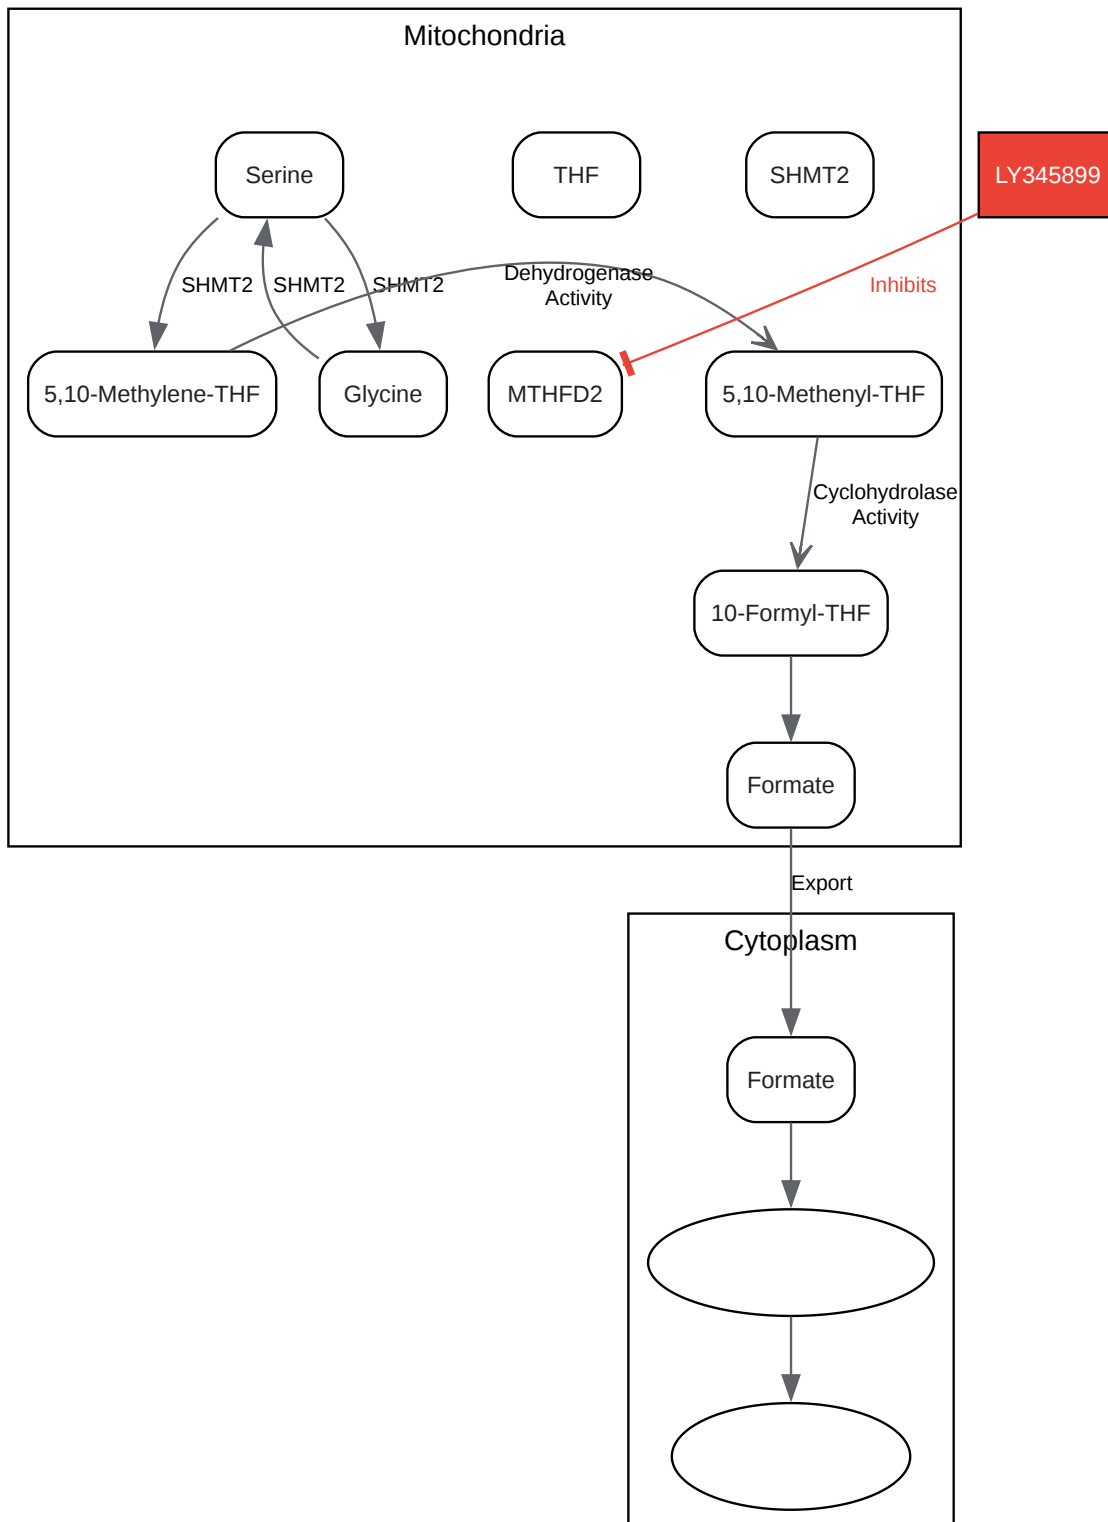 Mitochondria
Serine
THF
SHMT2
LY345899
SHMT2
SHMT2
SHMT2
Dehydrogenase
Activity
Inhibits
5,10-Methylene-THF
Glycine
MTHFD2
5,10-Methenyl-THF
Cyclohydrolase
Activity
10-Formyl-THF
Formate
Export
Cytoplasm
Formate